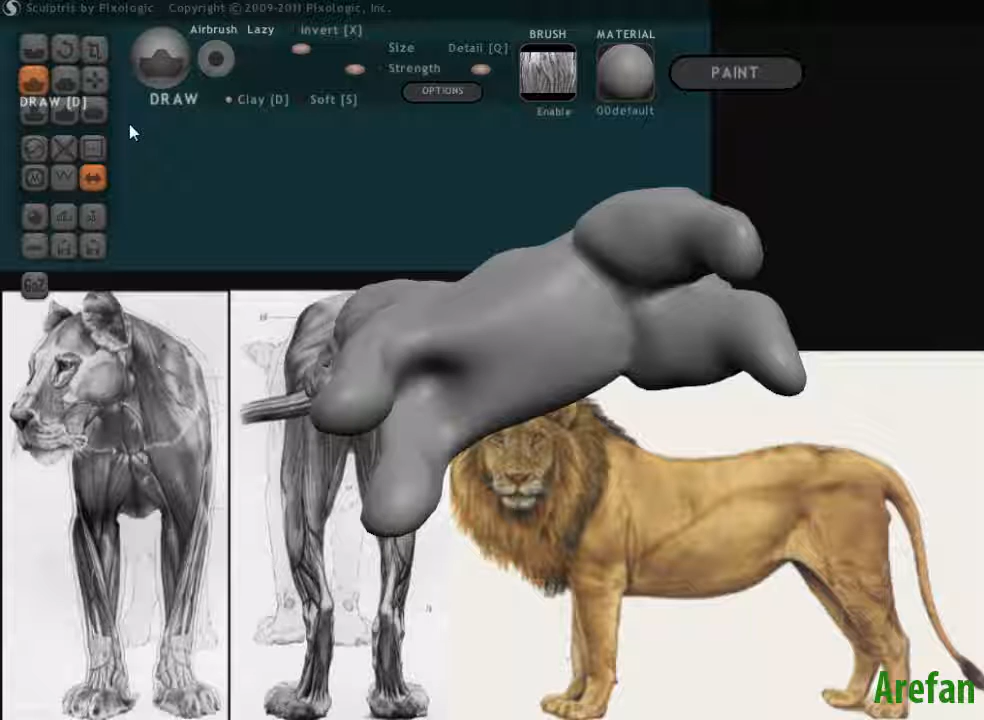 Sculptris by Pixologic Copyright © 2009-2011 Pixologic, Inc.
Airbrush Lazy Invert [X]
Size Detail [Q]
Strength
OPTIONS
DRAW
Clay [D] Soft [S]
BRUSH
Enable
MATERIAL
00default
PAINT
DRAW [D]
GoZ
Arefan